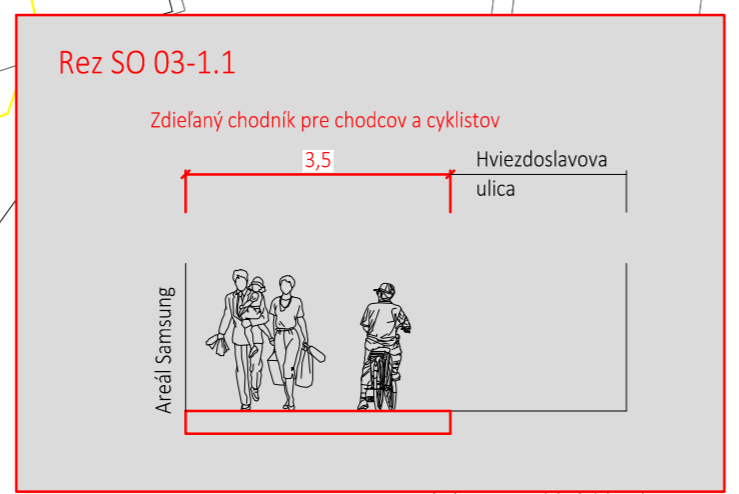 Rez SO 03-1.1
Zdieľaný chodník pre chodcov a cyklistov
3,5
Hviezdoslavova
ulica
Areál Samsung